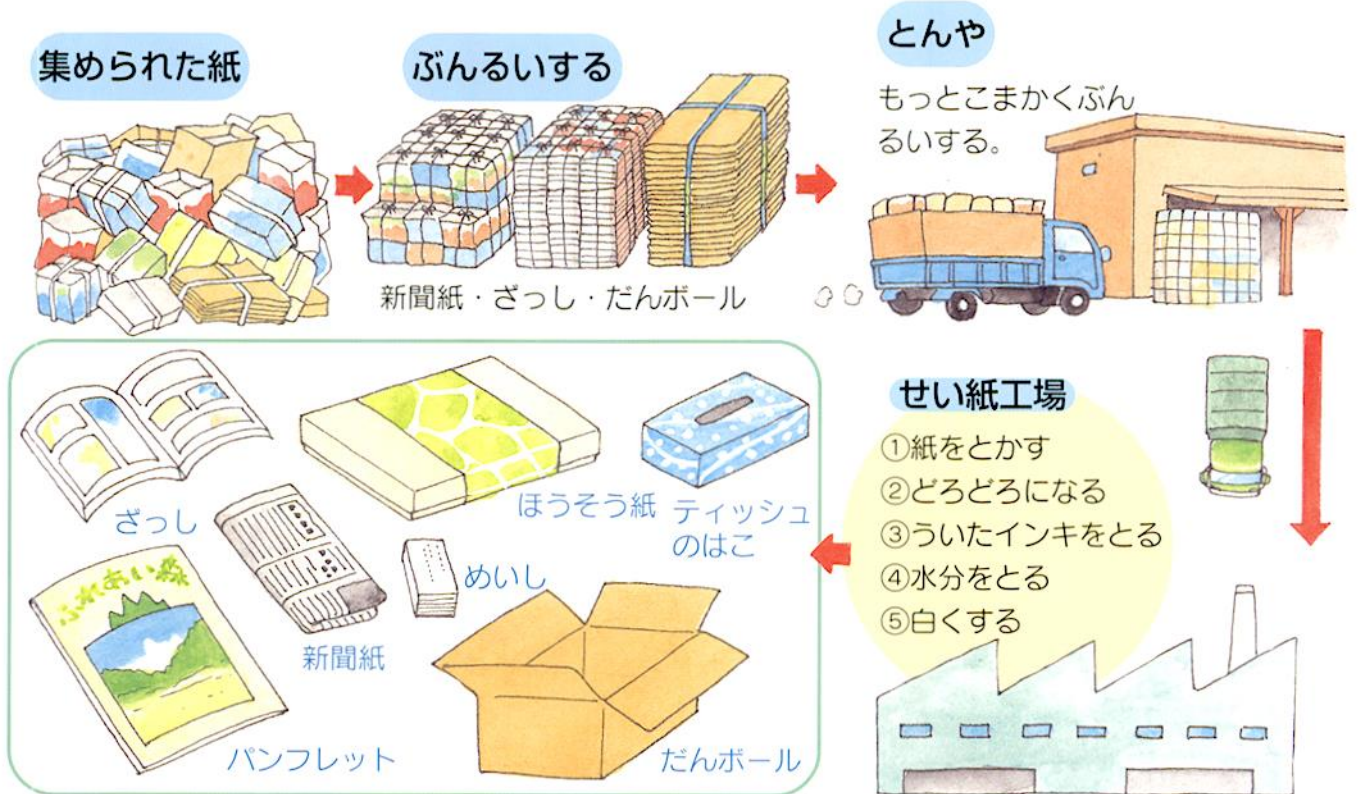 集められた紙
ぶんるいする
新聞紙・ざっし・だんボール
とんや
もっとこまかくぶん
るいする。
せい紙工場
①紙をとかす
②どろどろになる
③ういたインキをとる
④水分をとる
⑤白くする
ざっし
ほうそう紙
ティッシュ
のはこ
新聞紙
めいし
ふれあい祭
パンフレット
だんボール